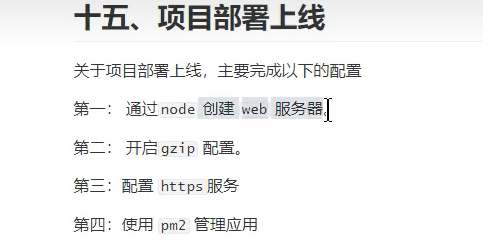 十五、项目部署上线
关于项目部署上线，主要完成以下的配置
第一： 通过 node 创建 web 服务器。
第二： 开启 gzip 配置。
第三：配置 https 服务
第四：使用 pm2 管理应用